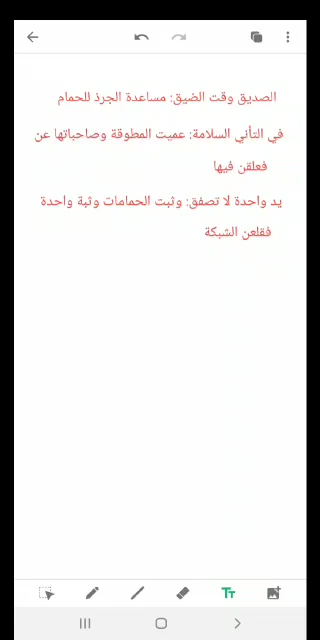 الصديق وقت الضيق: مساعدة الجرذ للحمام
في التأني السلامة: عميت المطوقة وصاحباتها عن
فعلقن فيها
يد واحدة لا تصفق: وثبت الحمامات وثبة واحدة
فقلعن الشبكة